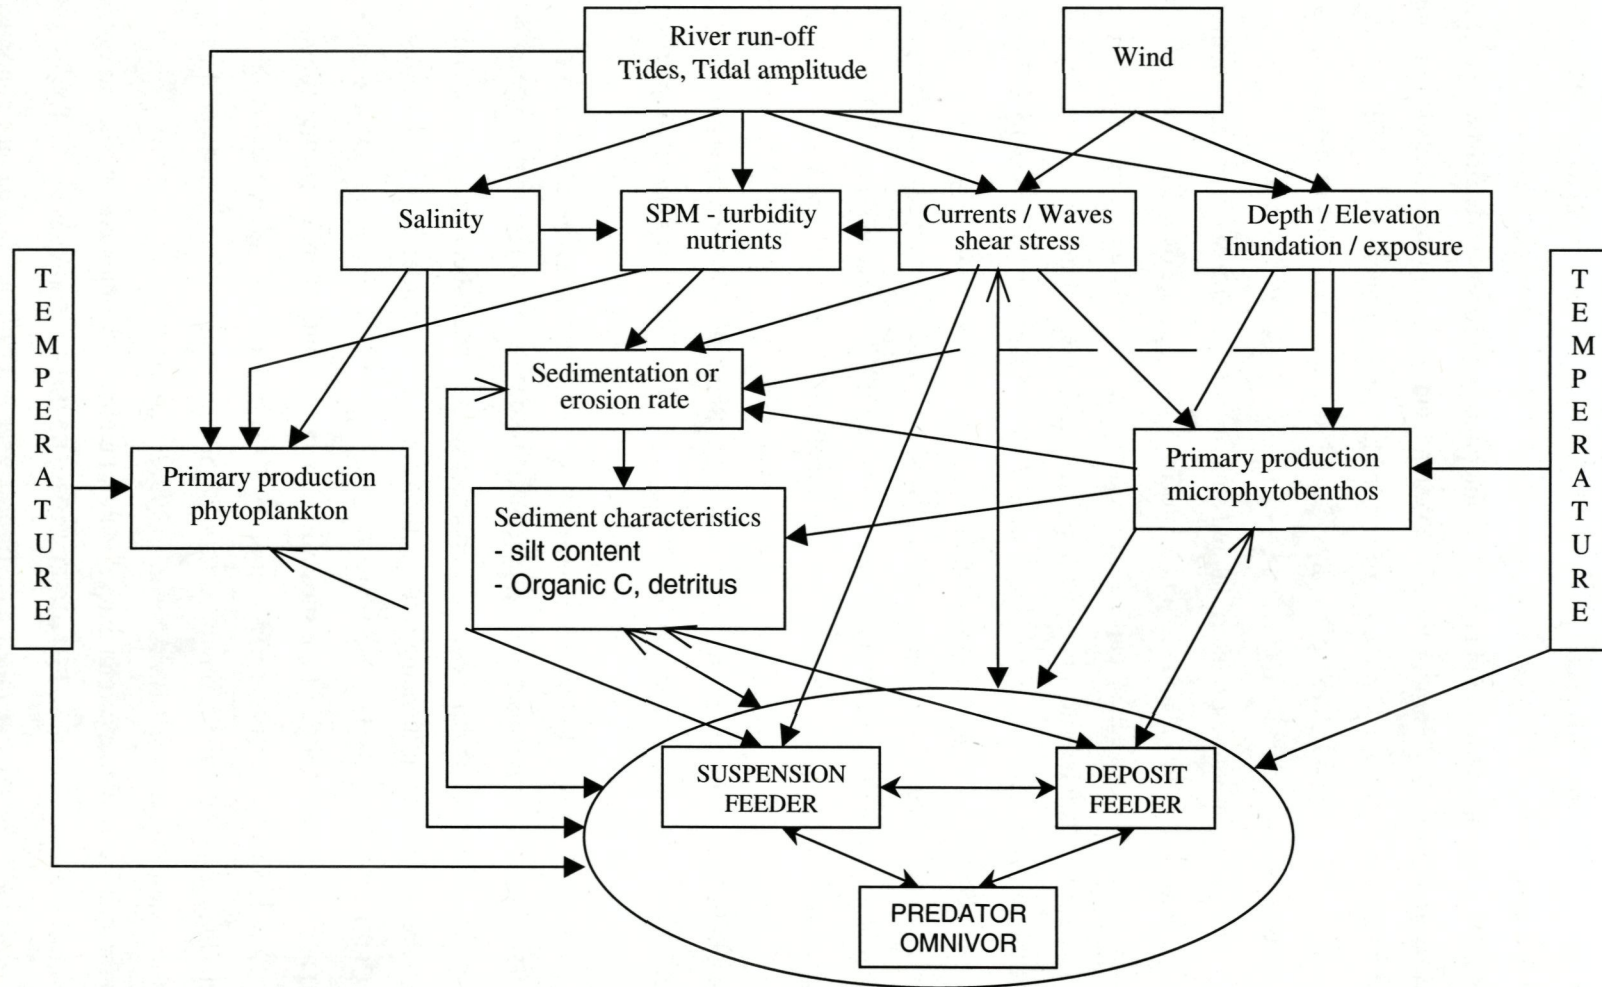 River run-off
Tides, Tidal amplitude
Wind
Salinity
SPM - turbidity
nutrients
Currents / Waves
shear stress
Depth / Elevation
Inundation / exposure
TEMPERATURE
TEMPERATURE
Sedimentation or
erosion rate
Primary production
phytoplankton
Primary production
microphytobenthos
Sediment characteristics
- silt content
- Organic C, detritus
SUSPENSION
FEEDER
DEPOSIT
FEEDER
PREDATOR
OMNIVOR